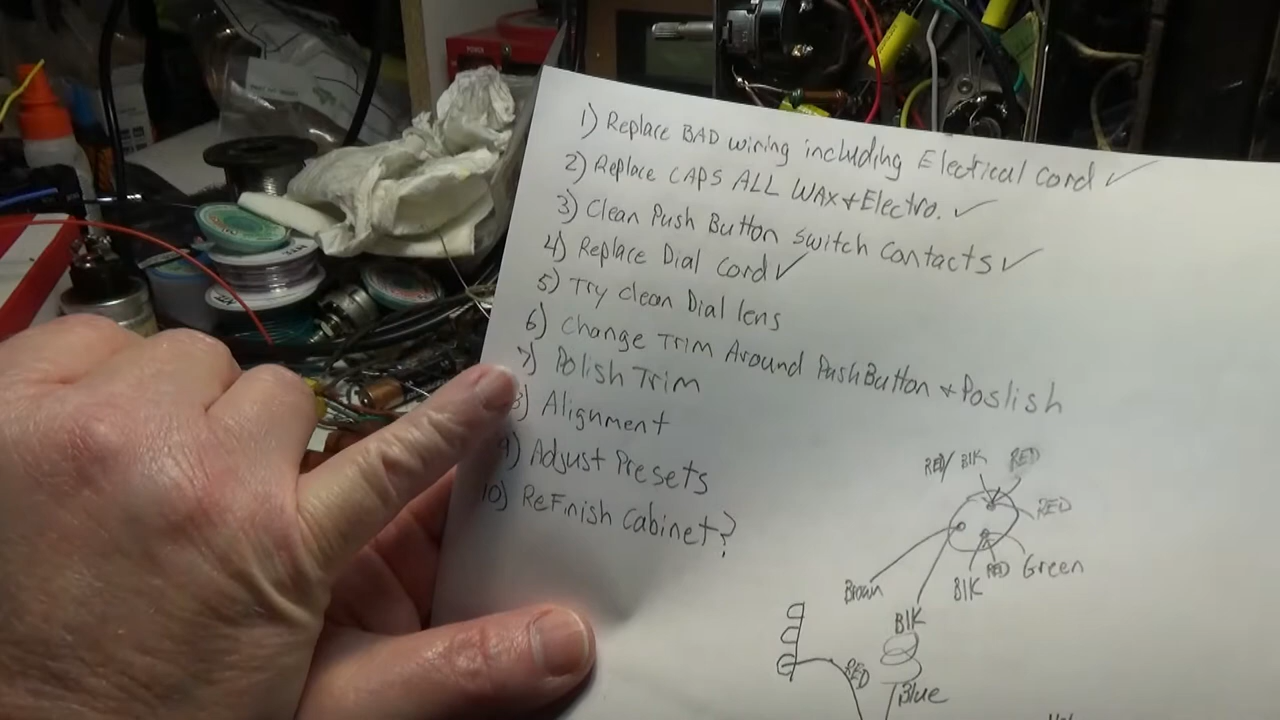 POWER
1) Replace BAD wiring including Electrical cord ✓
2) Replace CAPS ALL WAX + Electro. ✓
3) Clean Push Button Switch Contacts ✓
4) Replace Dial cord ✓
5) Try clean Dial lens
6) Change Trim Around PushButton + Poslish
7) Polish Trim
8) Alignment
9) Adjust Presets
10) ReFinish Cabinet?
RED/ BlK RED
RED
Green
RED
BlK
Brown
BlK
RED
Blue